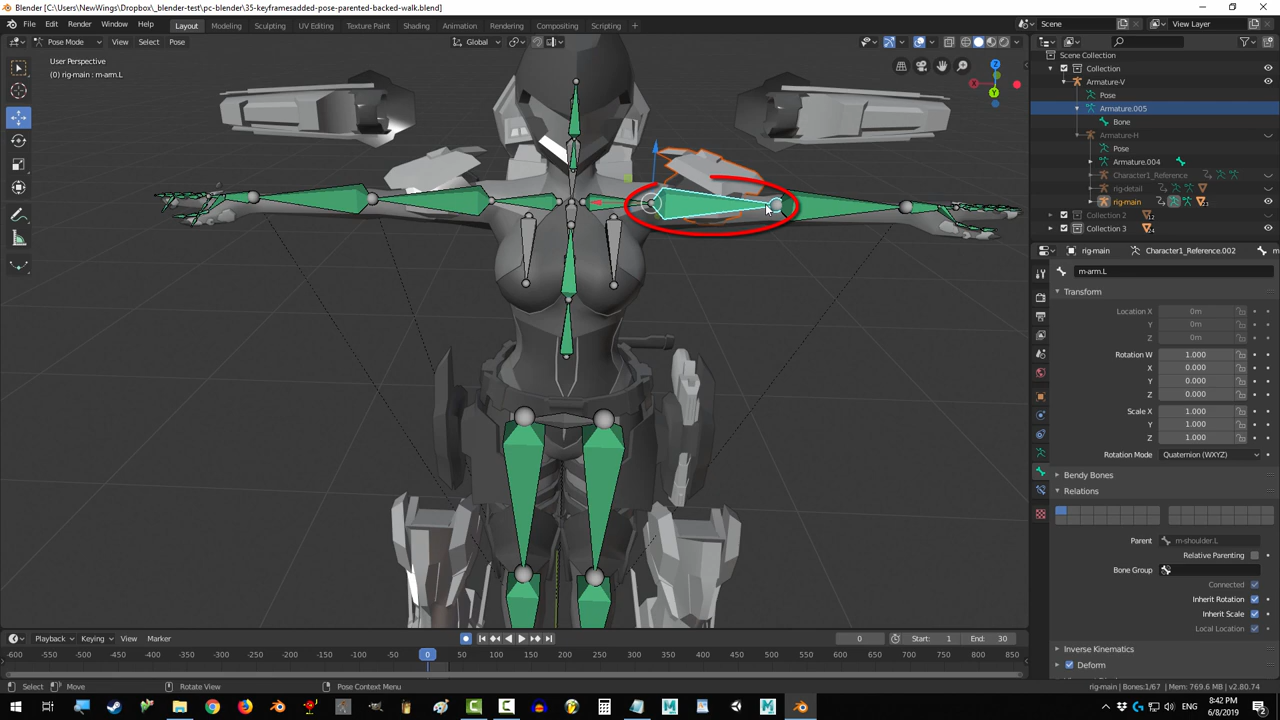 Blender [C:\Users\NewWings\Dropbox\_blender-test\pc-blender\35-keyframesadded-pose-parented-backed-walk.blend]
File Edit Render Window Help Layout Modeling Sculpting UV Editing Texture Paint Shading Animation Rendering Compositing Scripting + Scene View Layer
Pose Mode View Select Pose Global
User Perspective
(0) rig-main : m-arm.L
Z
X
Y
Scene Collection
Collection
Armature-V
Pose
Armature.005
Bone
Armature-H
Pose
Armature.004
Character1_Reference
rig-detail
rig-main
Collection 2
Collection 3
rig-main Character1_Reference.002
m-arm.L
Transform
Location X 0m
Y 0m
Z 0m
Rotation W 1.000
X 0.000
Y 0.000
Z 0.000
Scale X 1.000
Y 1.000
Z 1.000
Rotation Mode Quaternion (WXYZ)
Bendy Bones
Relations
Parent m-shoulder.L
Relative Parenting
Bone Group
Connected
Inherit Rotation
Inherit Scale
Local Location
Inverse Kinematics
Deform
Playback Keying View Marker 0 Start: 1 End: 30
-600 -550 -500 -450 -400 -350 -300 -250 -200 -150 -100 -50 0 50 100 150 200 250 300 350 400 450 500 550 600 650 700 750 800 850
Select Move Rotate View Pose Context Menu rig-main | Bones:1/67 | Mem: 769.6 MB | v2.80.74
8:42 PM
6/8/2019